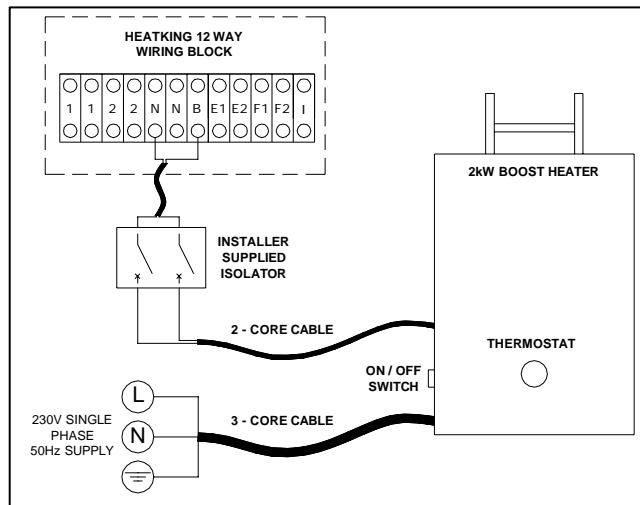 HEATKING 12 WAY
WIRING BLOCK
1 1 2 2 N N B E1 E2 F1 F2 I
2kW BOOST HEATER
INSTALLER
SUPPLIED
ISOLATOR
2 - CORE CABLE
THERMOSTAT
ON / OFF
SWITCH
L
230V SINGLE
PHASE
50Hz SUPPLY
N
3 - CORE CABLE